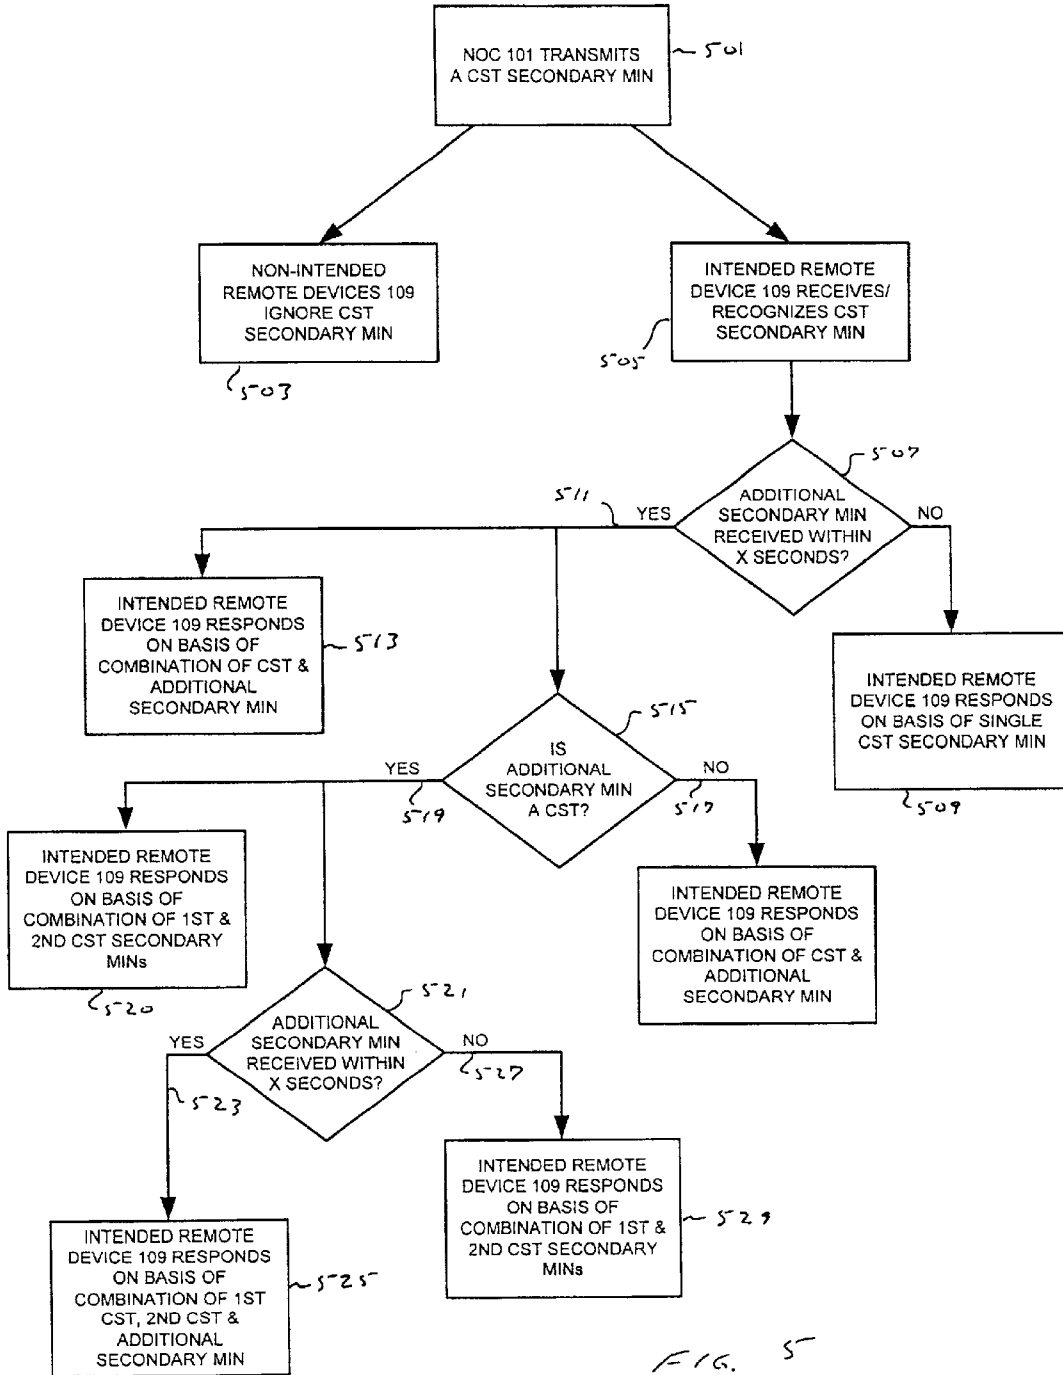 NOC 101 TRANSMITS
A CST SECONDARY MIN
501
NON-INTENDED
REMOTE DEVICES 109
IGNORE CST
SECONDARY MIN
503
INTENDED REMOTE
DEVICE 109 RECEIVES/
RECOGNIZES CST
SECONDARY MIN
505
507
ADDITIONAL
SECONDARY MIN
RECEIVED WITHIN
X SECONDS?
511
YES
NO
INTENDED REMOTE
DEVICE 109 RESPONDS
ON BASIS OF
COMBINATION OF CST &
ADDITIONAL
SECONDARY MIN
513
INTENDED REMOTE
DEVICE 109 RESPONDS
ON BASIS OF SINGLE
CST SECONDARY MIN
509
515
IS
ADDITIONAL
SECONDARY MIN
A CST?
YES
519
NO
517
INTENDED REMOTE
DEVICE 109 RESPONDS
ON BASIS OF
COMBINATION OF 1ST &
2ND CST SECONDARY
MINs
520
INTENDED REMOTE
DEVICE 109 RESPONDS
ON BASIS OF
COMBINATION OF CST
& ADDITIONAL
SECONDARY MIN
521
ADDITIONAL
SECONDARY MIN
RECEIVED WITHIN
X SECONDS?
YES
523
NO
527
INTENDED REMOTE
DEVICE 109 RESPONDS
ON BASIS OF
COMBINATION OF 1ST
CST, 2ND CST &
ADDITIONAL
SECONDARY MIN
525
INTENDED REMOTE
DEVICE 109 RESPONDS
ON BASIS OF
COMBINATION OF 1ST &
2ND CST SECONDARY
MINs
529
FIG. 5